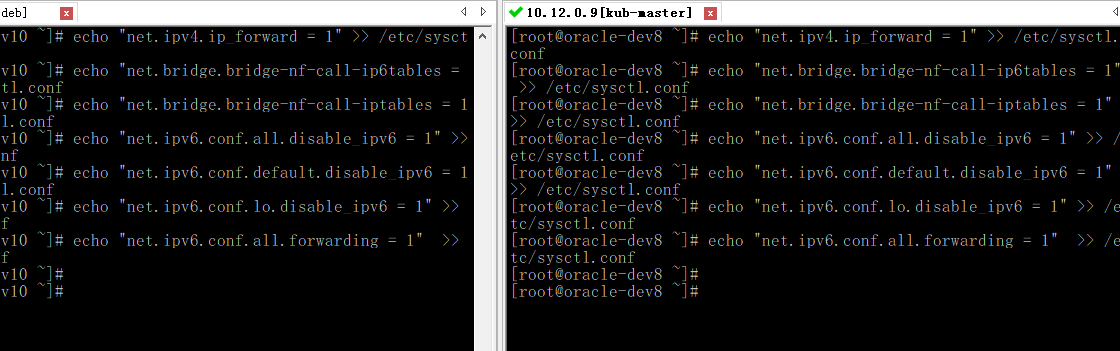 deb]
v10 ~]# echo "net.ipv4.ip_forward = 1" >> /etc/sysct
v10 ~]# echo "net.bridge.bridge-nf-call-ip6tables =
tl.conf
v10 ~]# echo "net.bridge.bridge-nf-call-iptables = 1
l.conf
v10 ~]# echo "net.ipv6.conf.all.disable_ipv6 = 1" >>
nf
v10 ~]# echo "net.ipv6.conf.default.disable_ipv6 = 1
l.conf
v10 ~]# echo "net.ipv6.conf.lo.disable_ipv6 = 1" >>
f
v10 ~]# echo "net.ipv6.conf.all.forwarding = 1"  >>
f
v10 ~]#
v10 ~]#
10.12.0.9[kub-master]
[root@oracle-dev8 ~]# echo "net.ipv4.ip_forward = 1" >> /etc/sysctl.
conf
[root@oracle-dev8 ~]# echo "net.bridge.bridge-nf-call-ip6tables = 1"
 >> /etc/sysctl.conf
[root@oracle-dev8 ~]# echo "net.bridge.bridge-nf-call-iptables = 1"
>> /etc/sysctl.conf
[root@oracle-dev8 ~]# echo "net.ipv6.conf.all.disable_ipv6 = 1" >> /
etc/sysctl.conf
[root@oracle-dev8 ~]# echo "net.ipv6.conf.default.disable_ipv6 = 1"
>> /etc/sysctl.conf
[root@oracle-dev8 ~]# echo "net.ipv6.conf.lo.disable_ipv6 = 1" >> /e
tc/sysctl.conf
[root@oracle-dev8 ~]# echo "net.ipv6.conf.all.forwarding = 1"  >> /e
tc/sysctl.conf
[root@oracle-dev8 ~]#
[root@oracle-dev8 ~]#